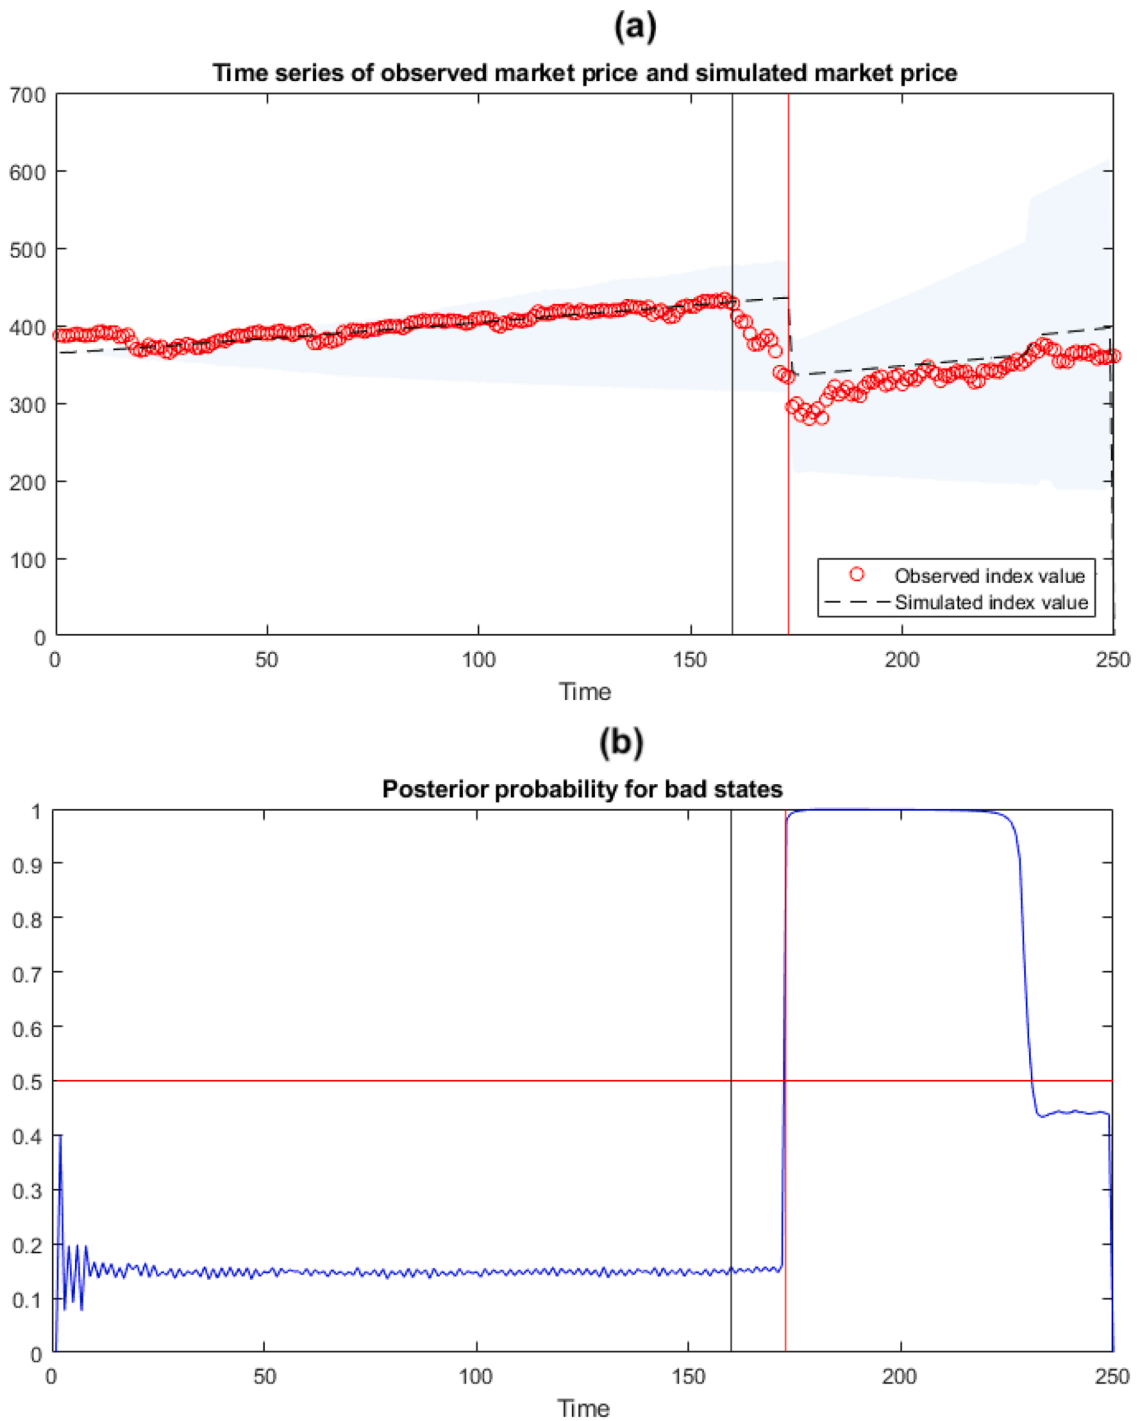 (a)
Time series of observed market price and simulated market price
700
600
500
400
300
200
100
0
Observed index value
Simulated index value
0 50 100 150 200 250
Time
(b)
Posterior probability for bad states
1
0.9
0.8
0.7
0.6
0.5
0.4
0.3
0.2
0.1
0
0 50 100 150 200 250
Time